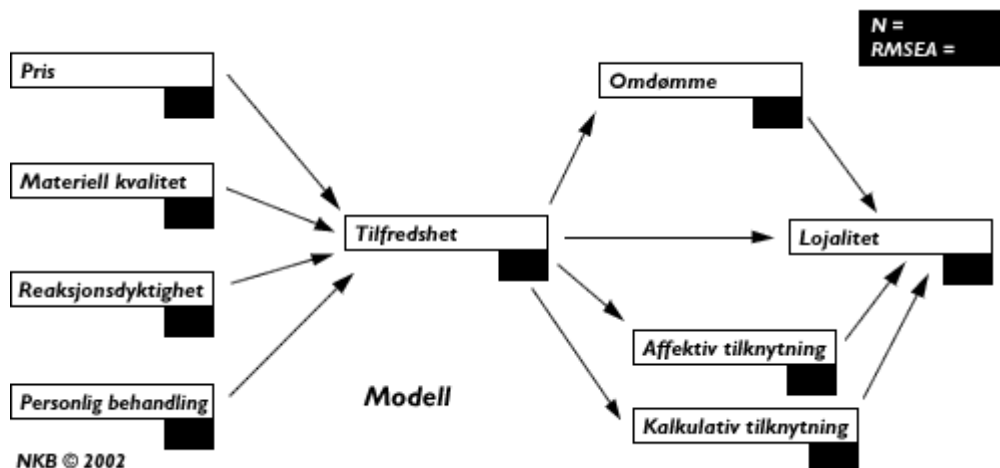 N =
RMSEA =
Pris
Omdømme
Materiell kvalitet
Tilfredshet
Lojalitet
Reaksjonsdyktighet
Affektiv tilknytning
Personlig behandling
Modell
Kalkulativ tilknytning
NKB © 2002